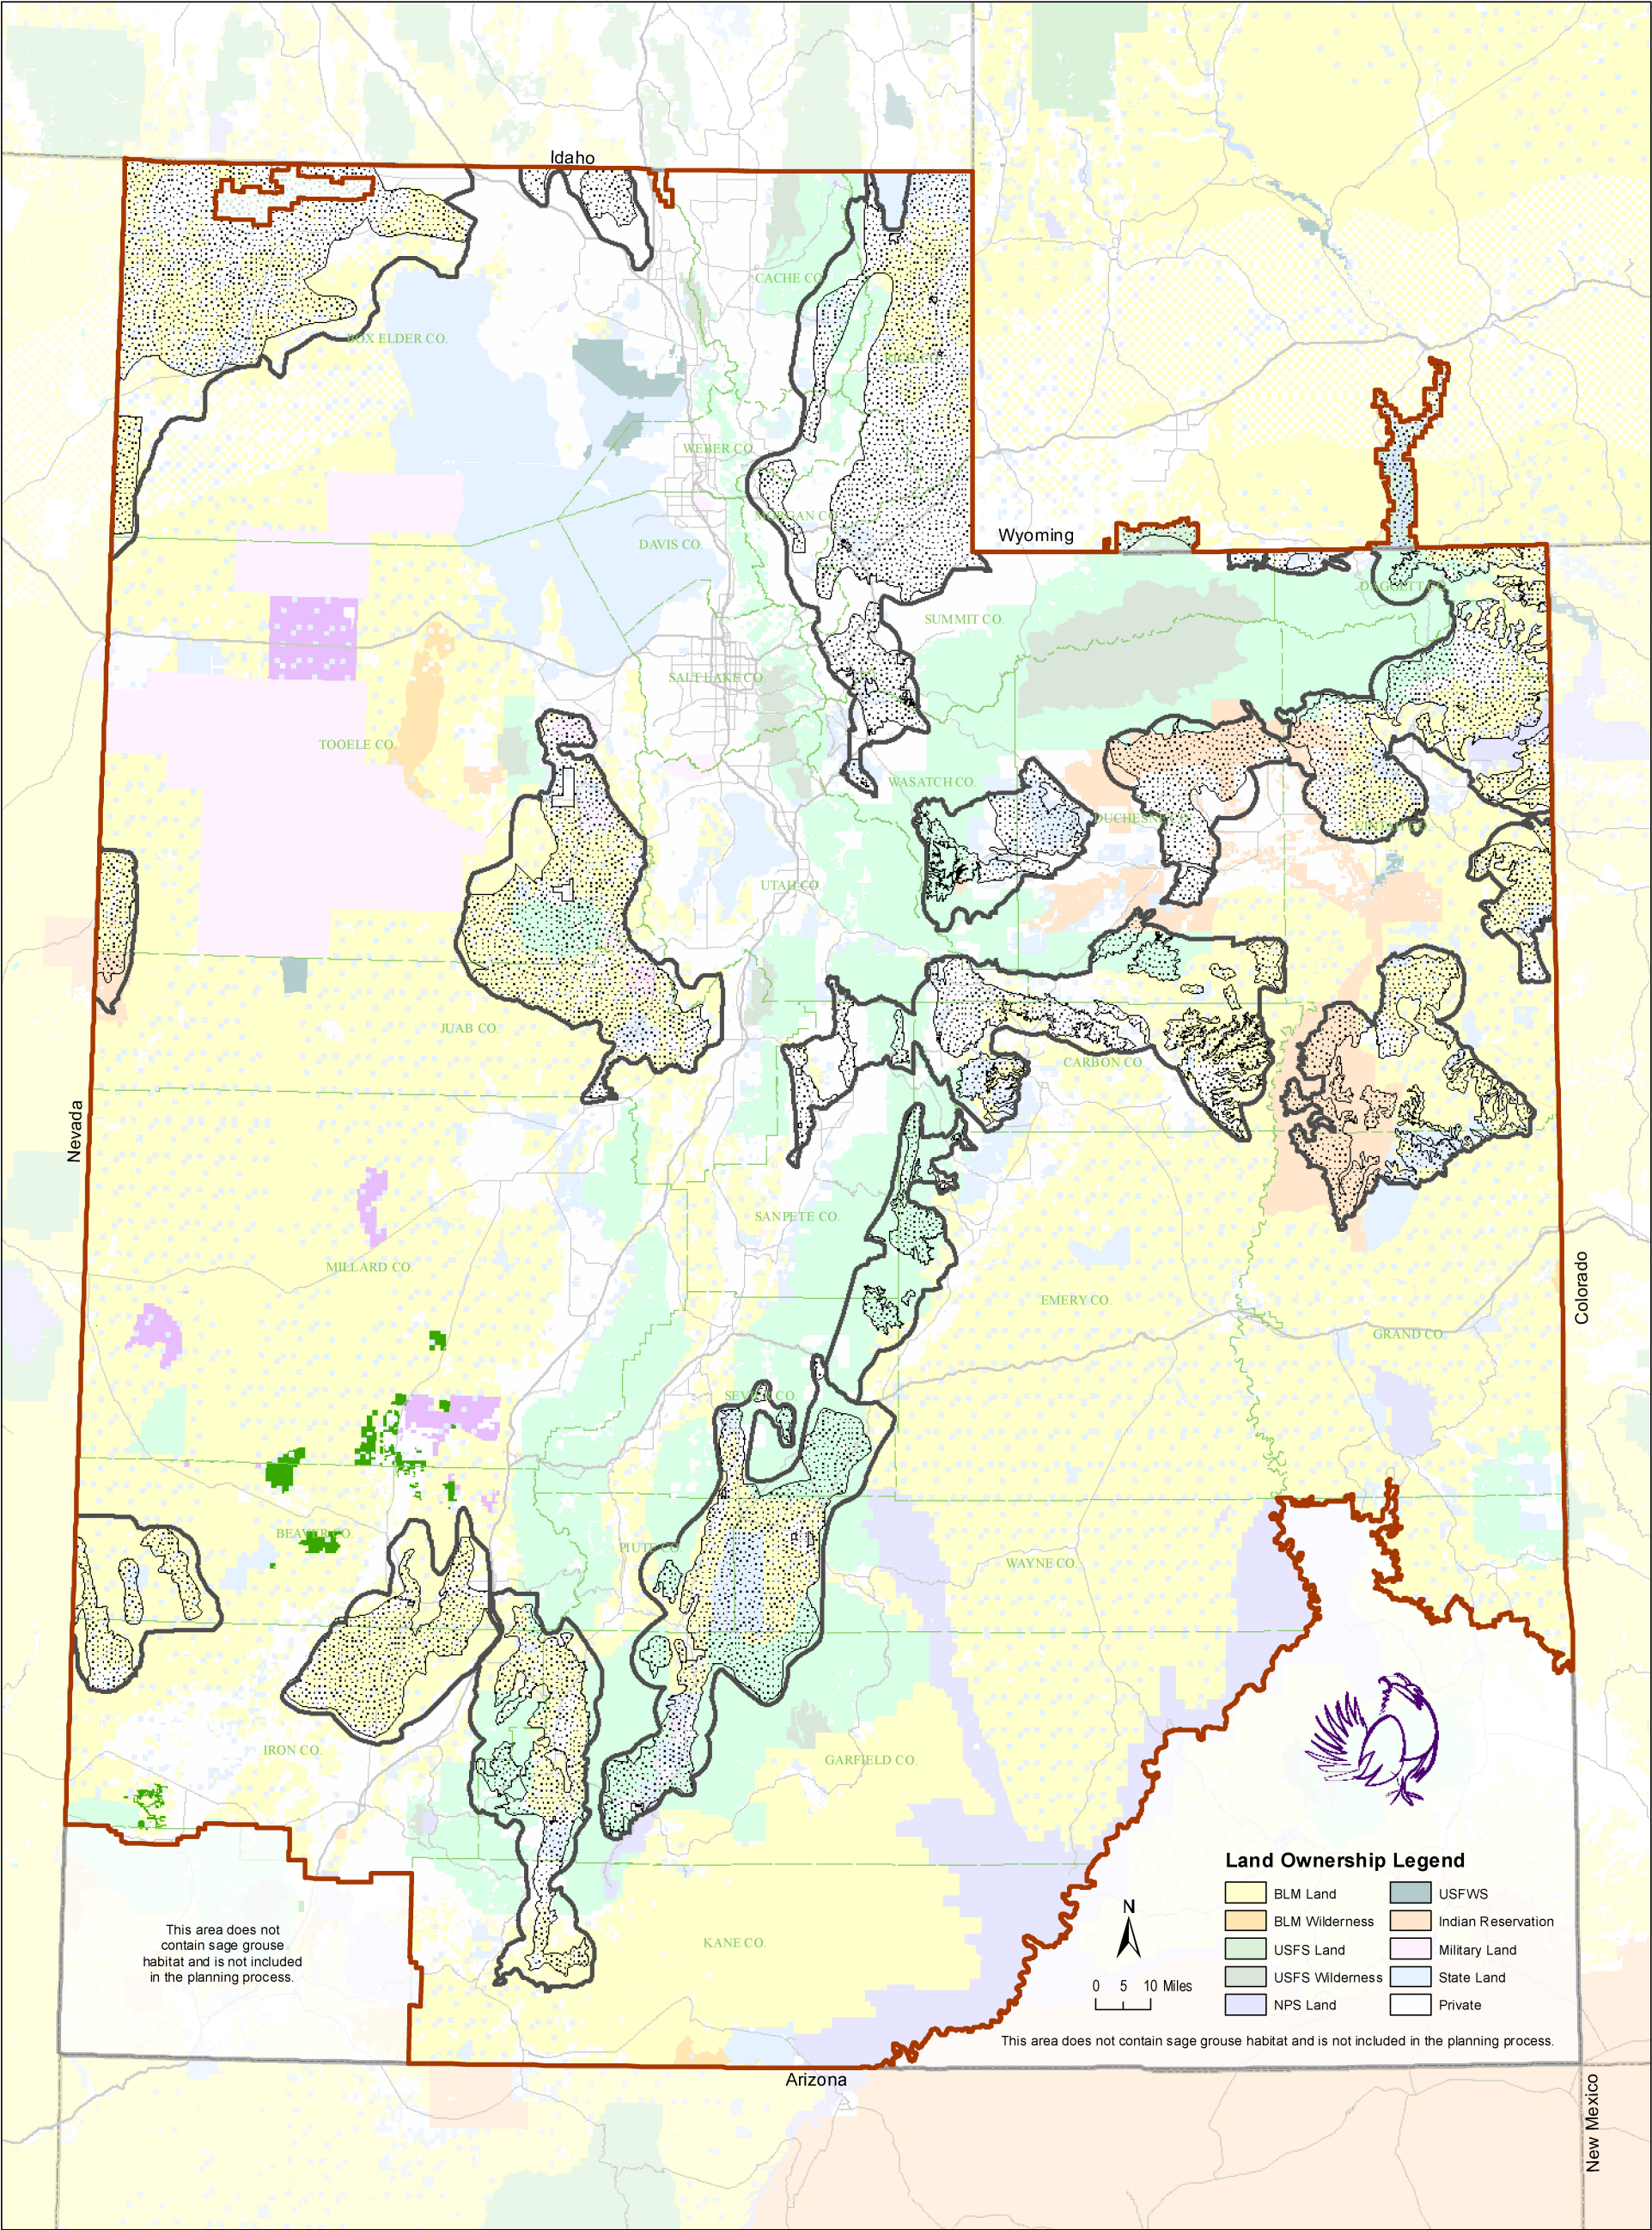 Idaho
CACHE CO.
BOX ELDER CO.
RICH CO.
WEBER CO.
MORGAN CO.
Wyoming
DAVIS CO.
DAGGETT CO.
SUMMIT CO.
SALT LAKE CO.
TOOELE CO.
WASATCH CO.
DUCHESNE CO.
UINTAH CO.
UTAH CO.
JUAB CO.
CARBON CO.
Nevada
SANPETE CO.
MILLARD CO.
EMERY CO.
Colorado
GRAND CO.
SEVIER CO.
BEAVER CO.
PIUTE CO.
WAYNE CO.
IRON CO.
GARFIELD CO.
KANE CO.
This area does not
contain sage grouse
habitat and is not included
in the planning process.
N
0 5 10 Miles
Land Ownership Legend
BLM Land
BLM Wilderness
USFS Land
USFS Wilderness
NPS Land
USFWS
Indian Reservation
Military Land
State Land
Private
This area does not contain sage grouse habitat and is not included in the planning process.
Arizona
New Mexico